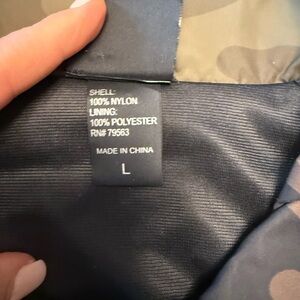 SHELL:
100% NYLON
LINING:
100% POLYESTER
RN# 79563
MADE IN CHINA
L